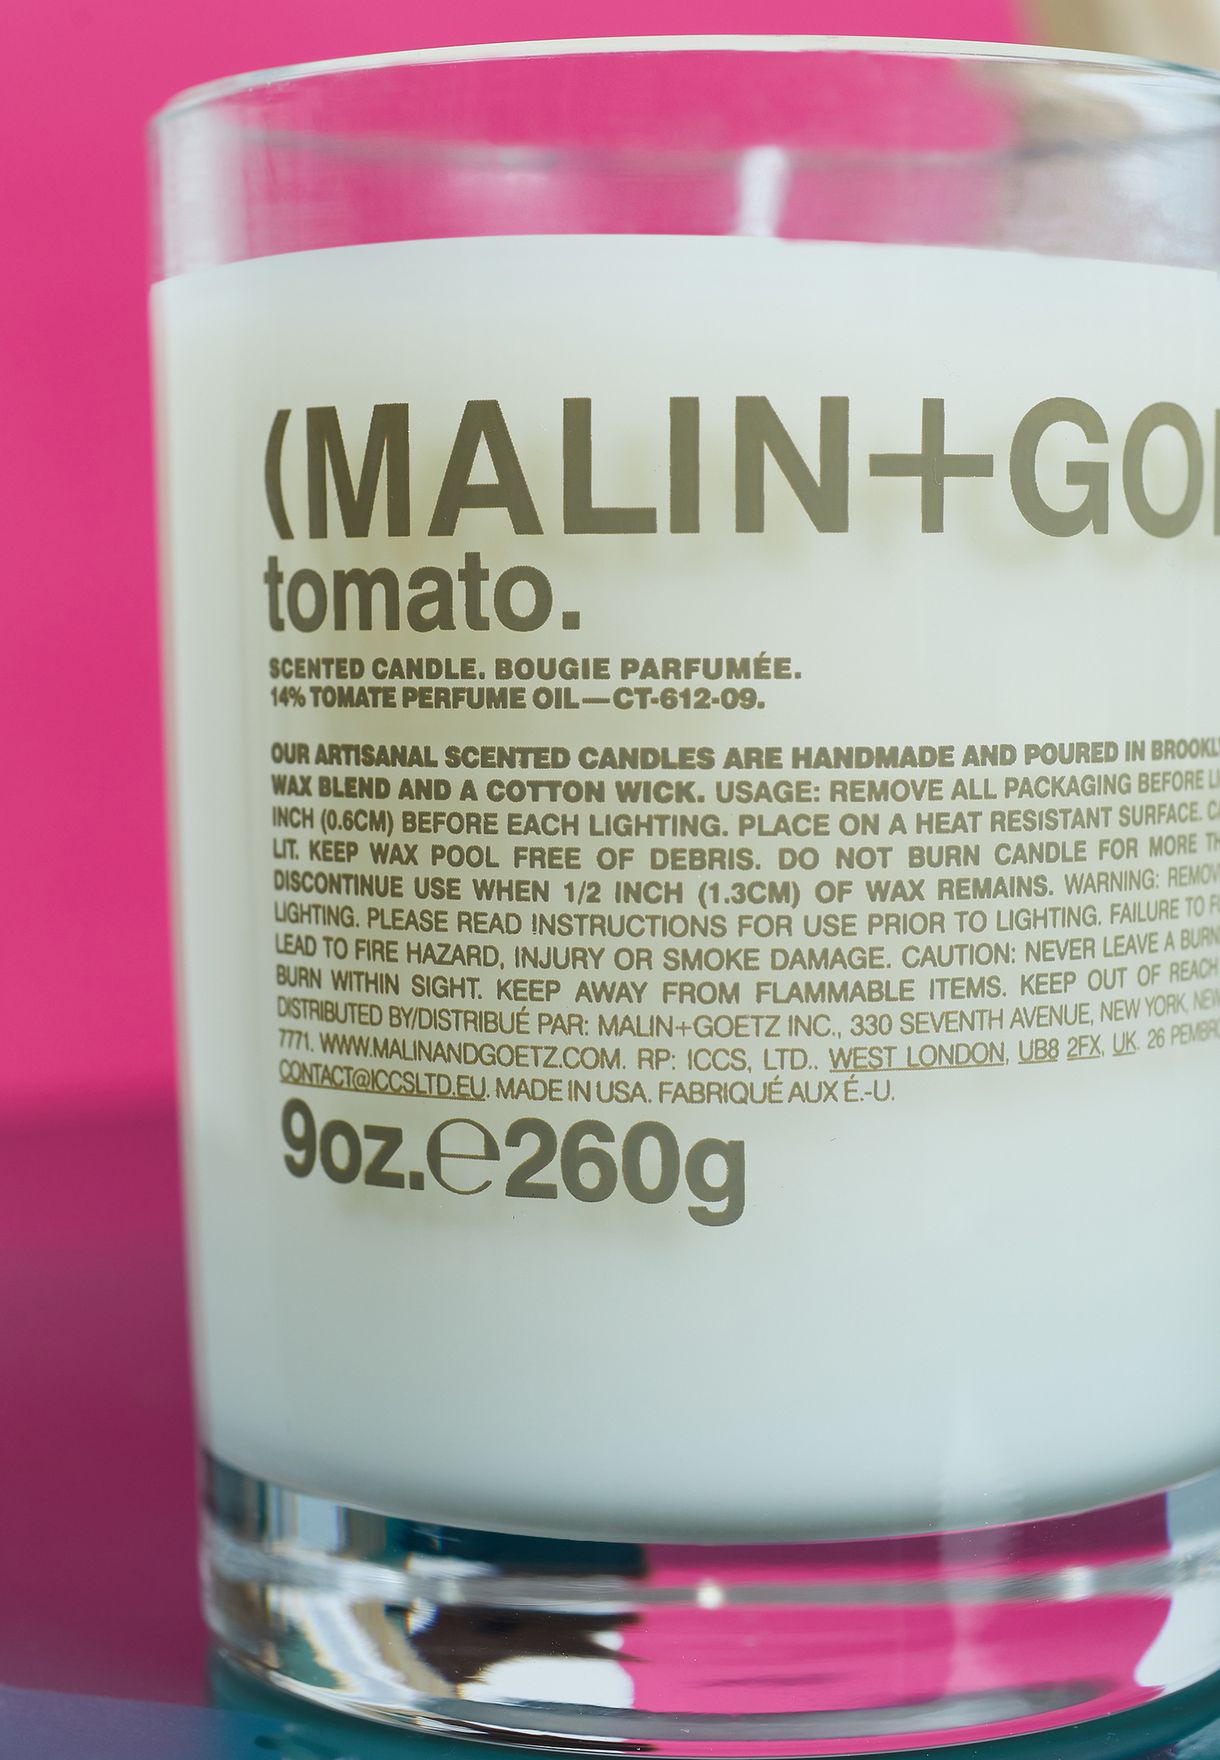 (MALIN+GO
tomato.
SCENTED CANDLE. BOUGIE PARFUMÉE.
14% TOMATE PERFUME OIL—CT-612-09.
OUR ARTISANAL SCENTED CANDLES ARE HANDMADE AND POURED IN BROOKL
WAX BLEND AND A COTTON WICK. USAGE: REMOVE ALL PACKAGING BEFORE
INCH (0.6CM) BEFORE EACH LIGHTING. PLACE ON A HEAT RESISTANT SURFACE.
LIT. KEEP WAX POOL FREE OF DEBRIS. DO NOT BURN CANDLE FOR MORE TH
DISCONTINUE USE WHEN 1/2 INCH (1.3CM) OF WAX REMAINS. WARNING: REMOV
LIGHTING. PLEASE READ INSTRUCTIONS FOR USE PRIOR TO LIGHTING. FAILURE TO
LEAD TO FIRE HAZARD, INJURY OR SMOKE DAMAGE. CAUTION: NEVER LEAVE A BURN
BURN WITHIN SIGHT. KEEP AWAY FROM FLAMMABLE ITEMS. KEEP OUT OF REACH
DISTRIBUTED BY/DISTRIBUÉ PAR: MALIN+GOETZ INC., 330 SEVENTH AVENUE, NEW YORK, NEW
7771. WWW.MALINANDGOETZ.COM. RP: ICCS, LTD.. WEST LONDON, UB8 2FX, UK. 26 PEMBR
CONTACT@ICCSLTD.EU. MADE IN USA. FABRIQUÉ AUX É.-U.
9oz.℮260g